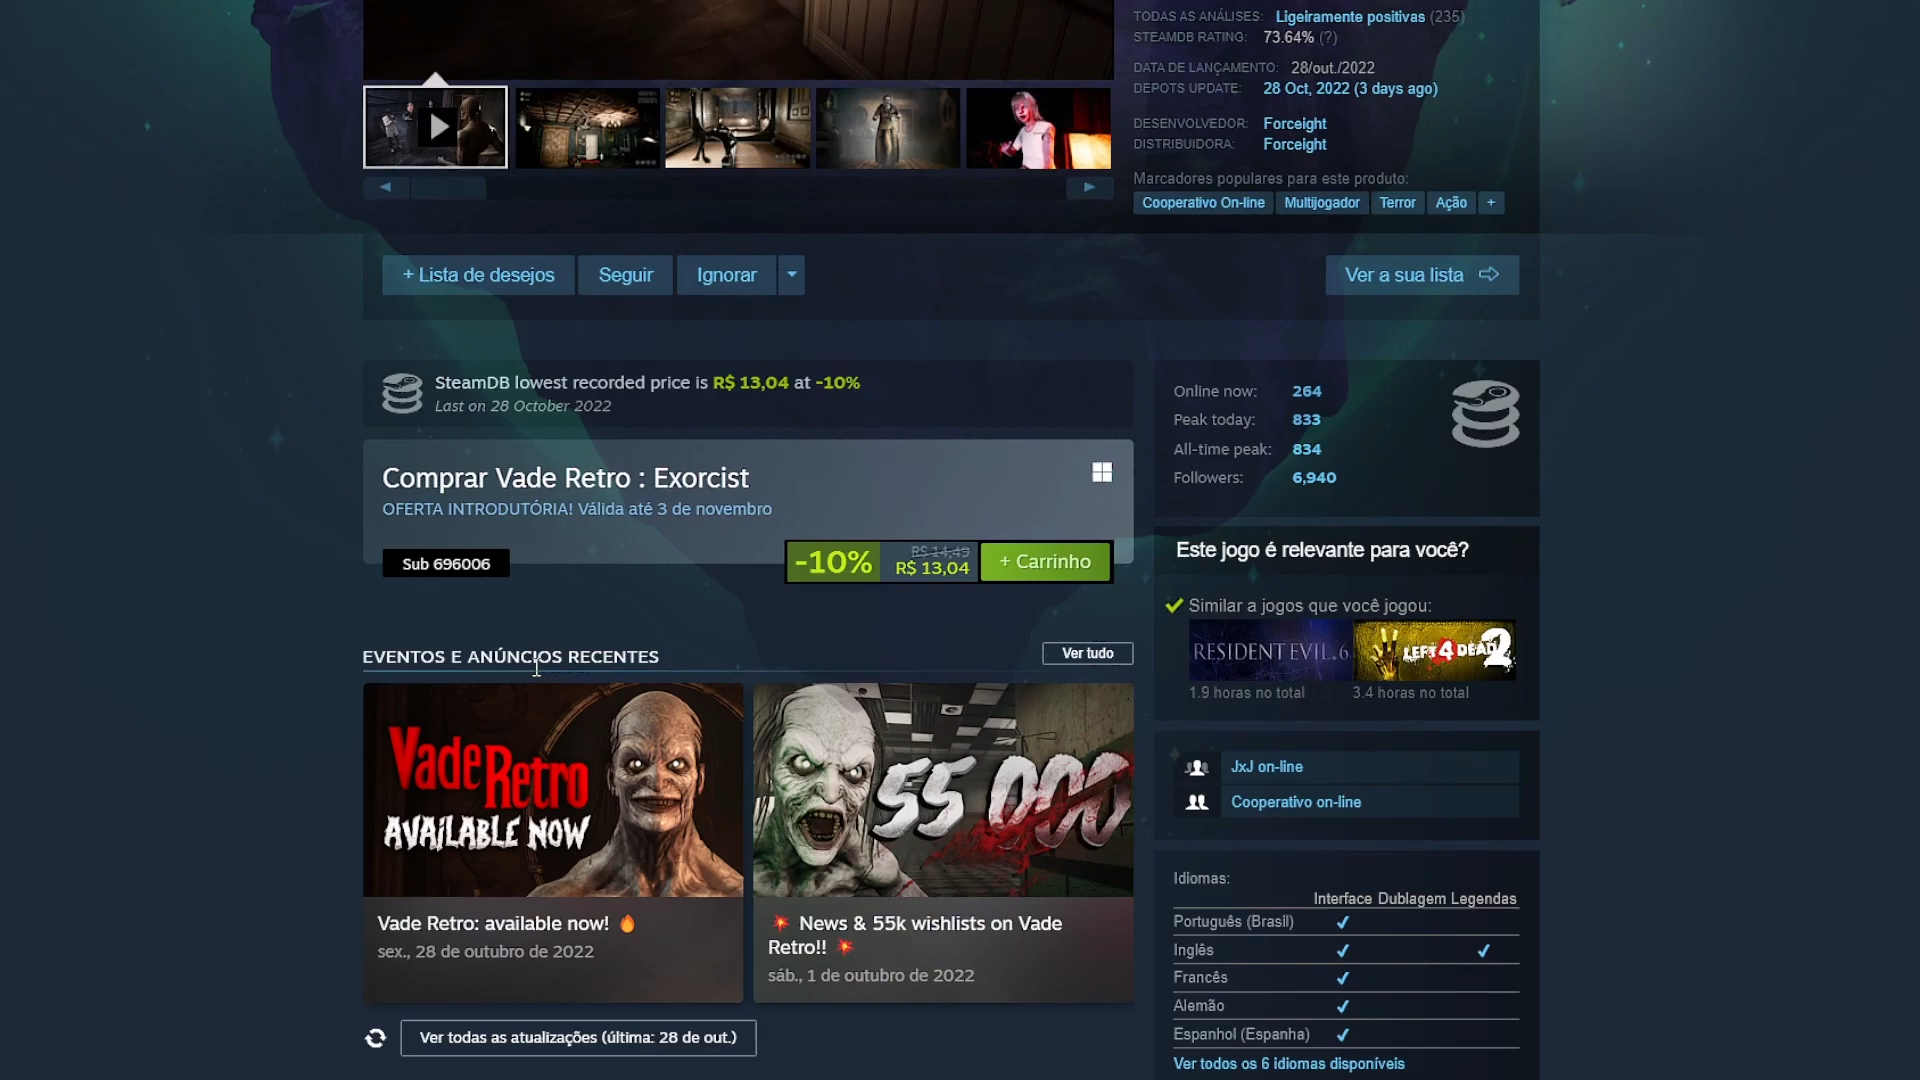 TODAS AS ANÁLISES: Ligeiramente positivas (235)
STEAMDB RATING: 73.64% (?)
DATA DE LANÇAMENTO: 28/out./2022
DEPOTS UPDATE: 28 Oct, 2022 (3 days ago)
DESENVOLVEDOR: Forceight
DISTRIBUIDORA: Forceight
Marcadores populares para este produto:
Cooperativo On-line Multijogador Terror Ação +
+ Lista de desejos Seguir Ignorar Ver a sua lista
SteamDB lowest recorded price is R$ 13,04 at -10%
Last on 28 October 2022
Comprar Vade Retro : Exorcist
OFERTA INTRODUTÓRIA! Válida até 3 de novembro
Sub 696006
-10% R$ 14,49 R$ 13,04 + Carrinho
Online now: 264
Peak today: 833
All-time peak: 834
Followers: 6,940
Este jogo é relevante para você?
Similar a jogos que você jogou:
RESIDENT EVIL.6 LEFT 4 DEAD 2
1.9 horas no total 3.4 horas no total
EVENTOS E ANÚNCIOS RECENTES Ver tudo
Vade Retro
AVAILABLE NOW
55 000
Vade Retro: available now!
sex., 28 de outubro de 2022
News & 55k wishlists on Vade
Retro!!
sáb., 1 de outubro de 2022
Ver todas as atualizações (última: 28 de out.)
JxJ on-line
Cooperativo on-line
Idiomas:
Interface Dublagem Legendas
Português (Brasil)
Inglês
Francês
Alemão
Espanhol (Espanha)
Ver todos os 6 idiomas disponíveis